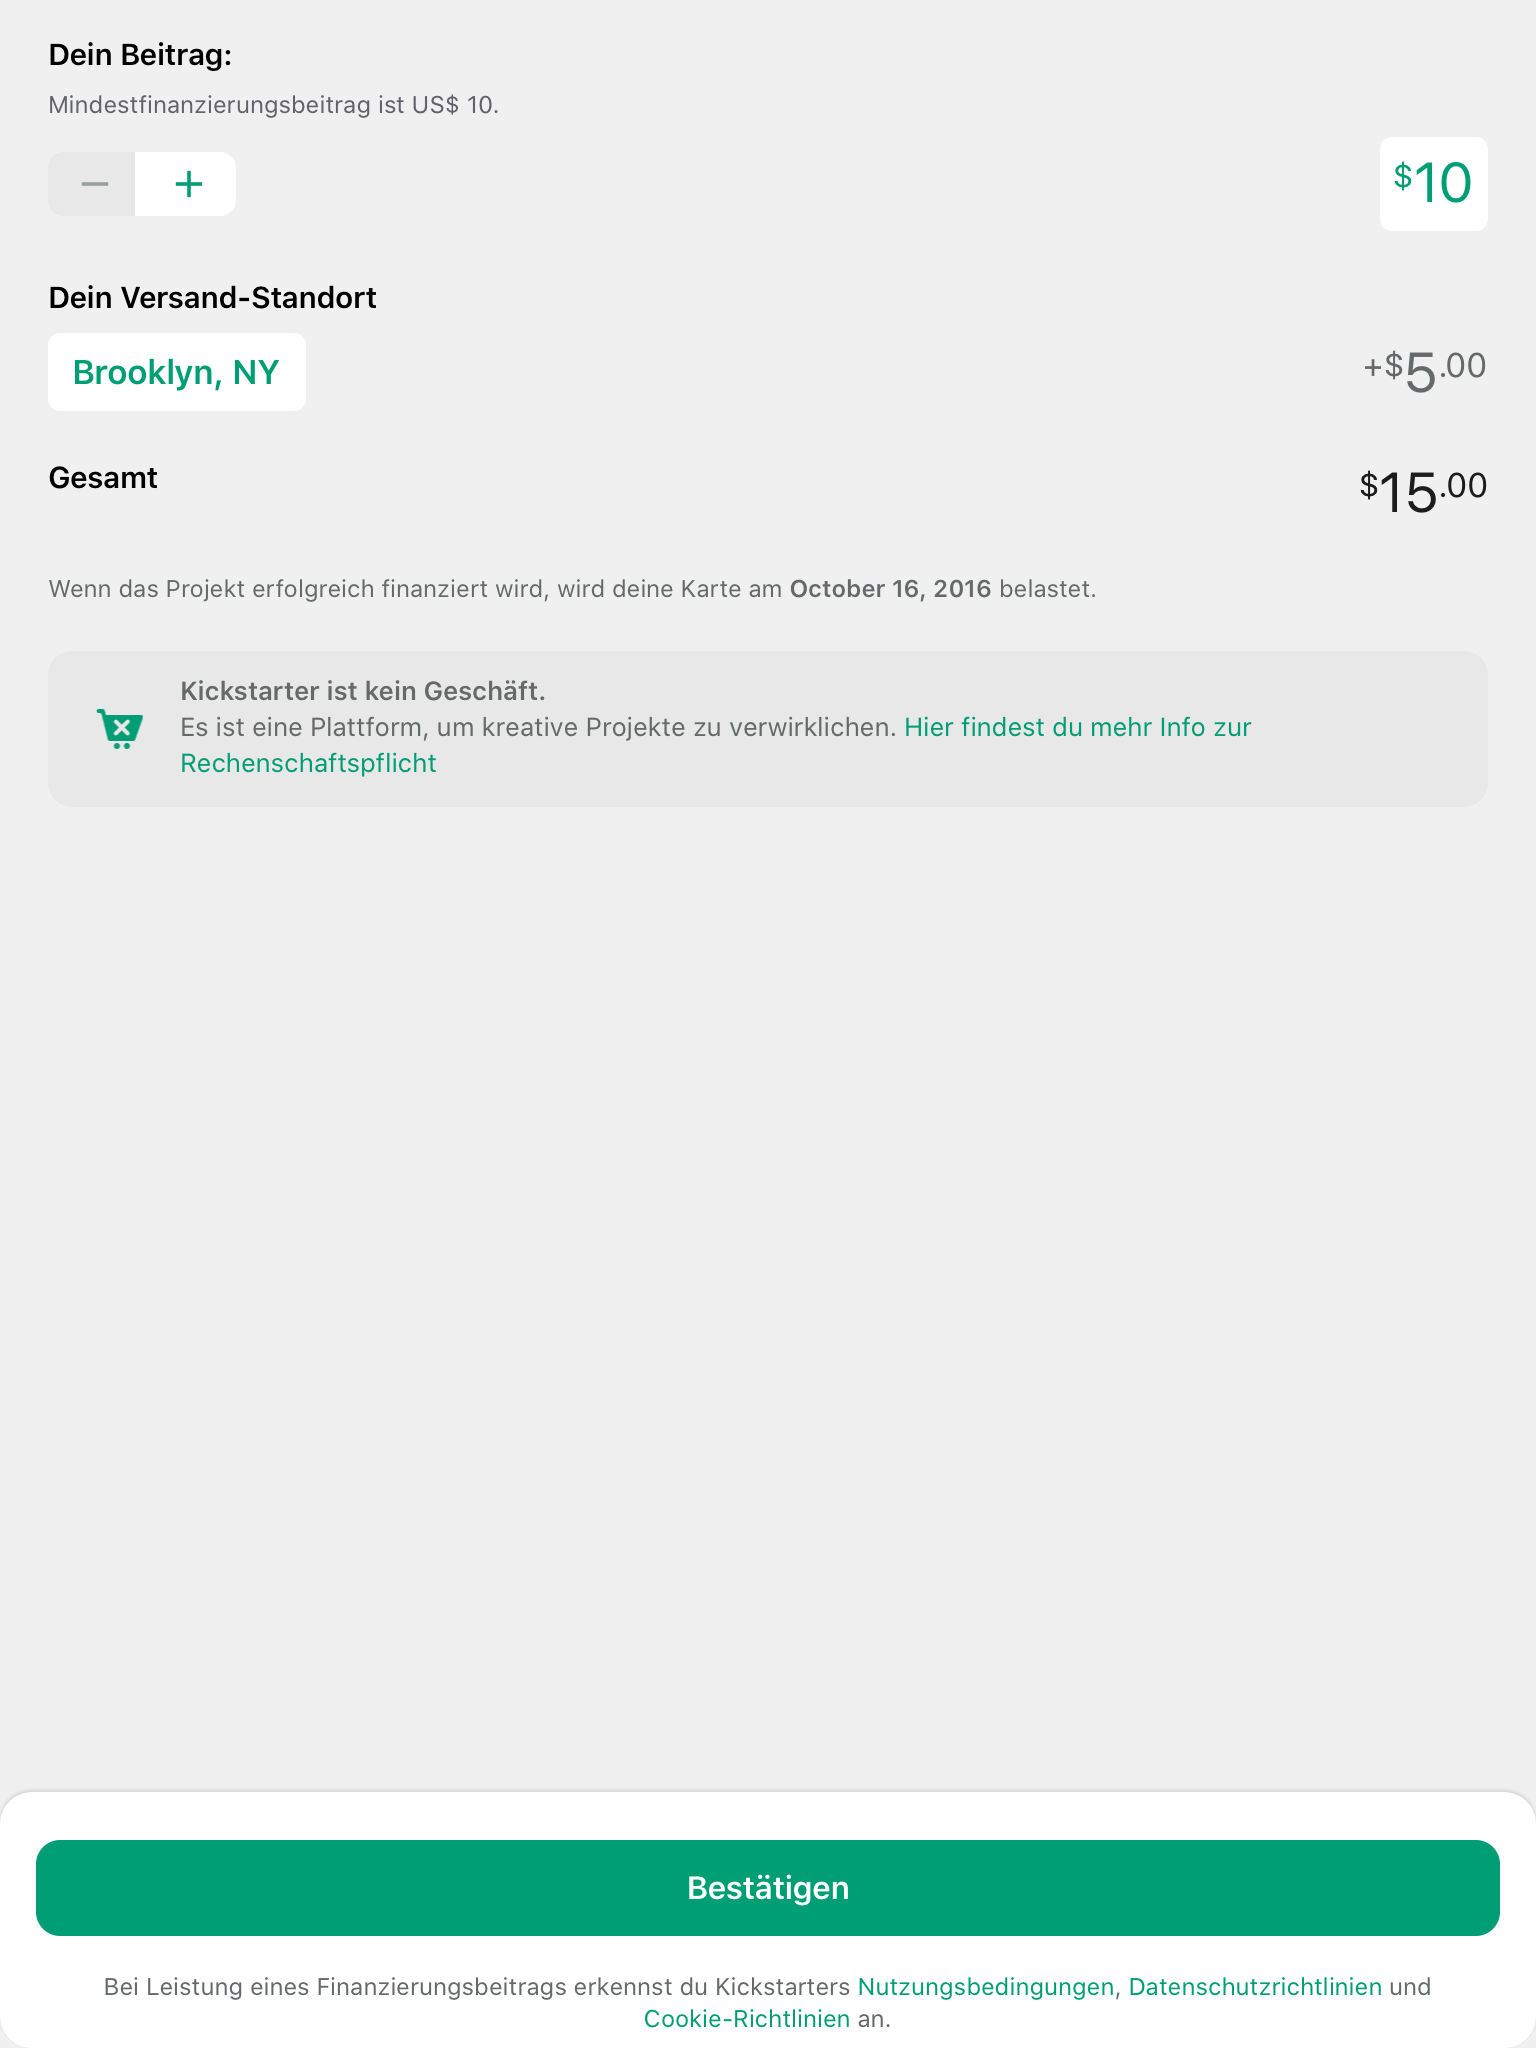 Dein Beitrag:
Mindestfinanzierungsbeitrag ist US$ 10.
− +
$10
Dein Versand-Standort
Brooklyn, NY
+$5.00
Gesamt
$15.00
Wenn das Projekt erfolgreich finanziert wird, wird deine Karte am October 16, 2016 belastet.
Kickstarter ist kein Geschäft.
Es ist eine Plattform, um kreative Projekte zu verwirklichen. Hier findest du mehr Info zur
Rechenschaftspflicht
Bestätigen
Bei Leistung eines Finanzierungsbeitrags erkennst du Kickstarters Nutzungsbedingungen, Datenschutzrichtlinien und
Cookie-Richtlinien an.